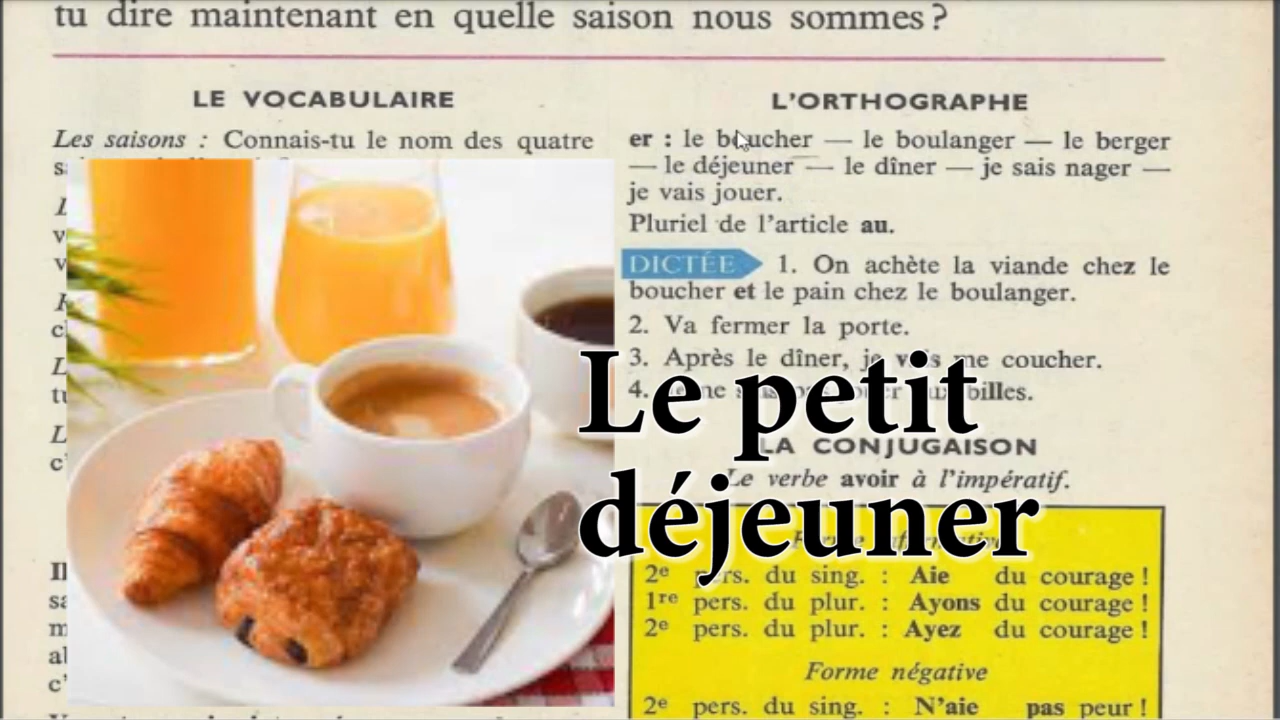 tu dire maintenant en quelle saison nous sommes ?
LE VOCABULAIRE
Les saisons : Connais-tu le nom des quatre
L'ORTHOGRAPHE
er : le boucher — le boulanger — le berger
— le déjeuner — le dîner — je sais nager —
je vais jouer.
Pluriel de l'article au.
DICTÉE 1. On achète la viande chez le
boucher et le pain chez le boulanger.
2. Va fermer la porte.
3. Après le dîner, je vais me coucher.
4. billes.
Le petit
déjeuner
LA CONJUGAISON
Le verbe avoir à l'impératif.
2e pers. du sing. : Aie du courage !
1re pers. du plur. : Ayons du courage !
2e pers. du plur. : Ayez du courage !
Forme négative
2e pers. du sing. : N'aie pas peur !